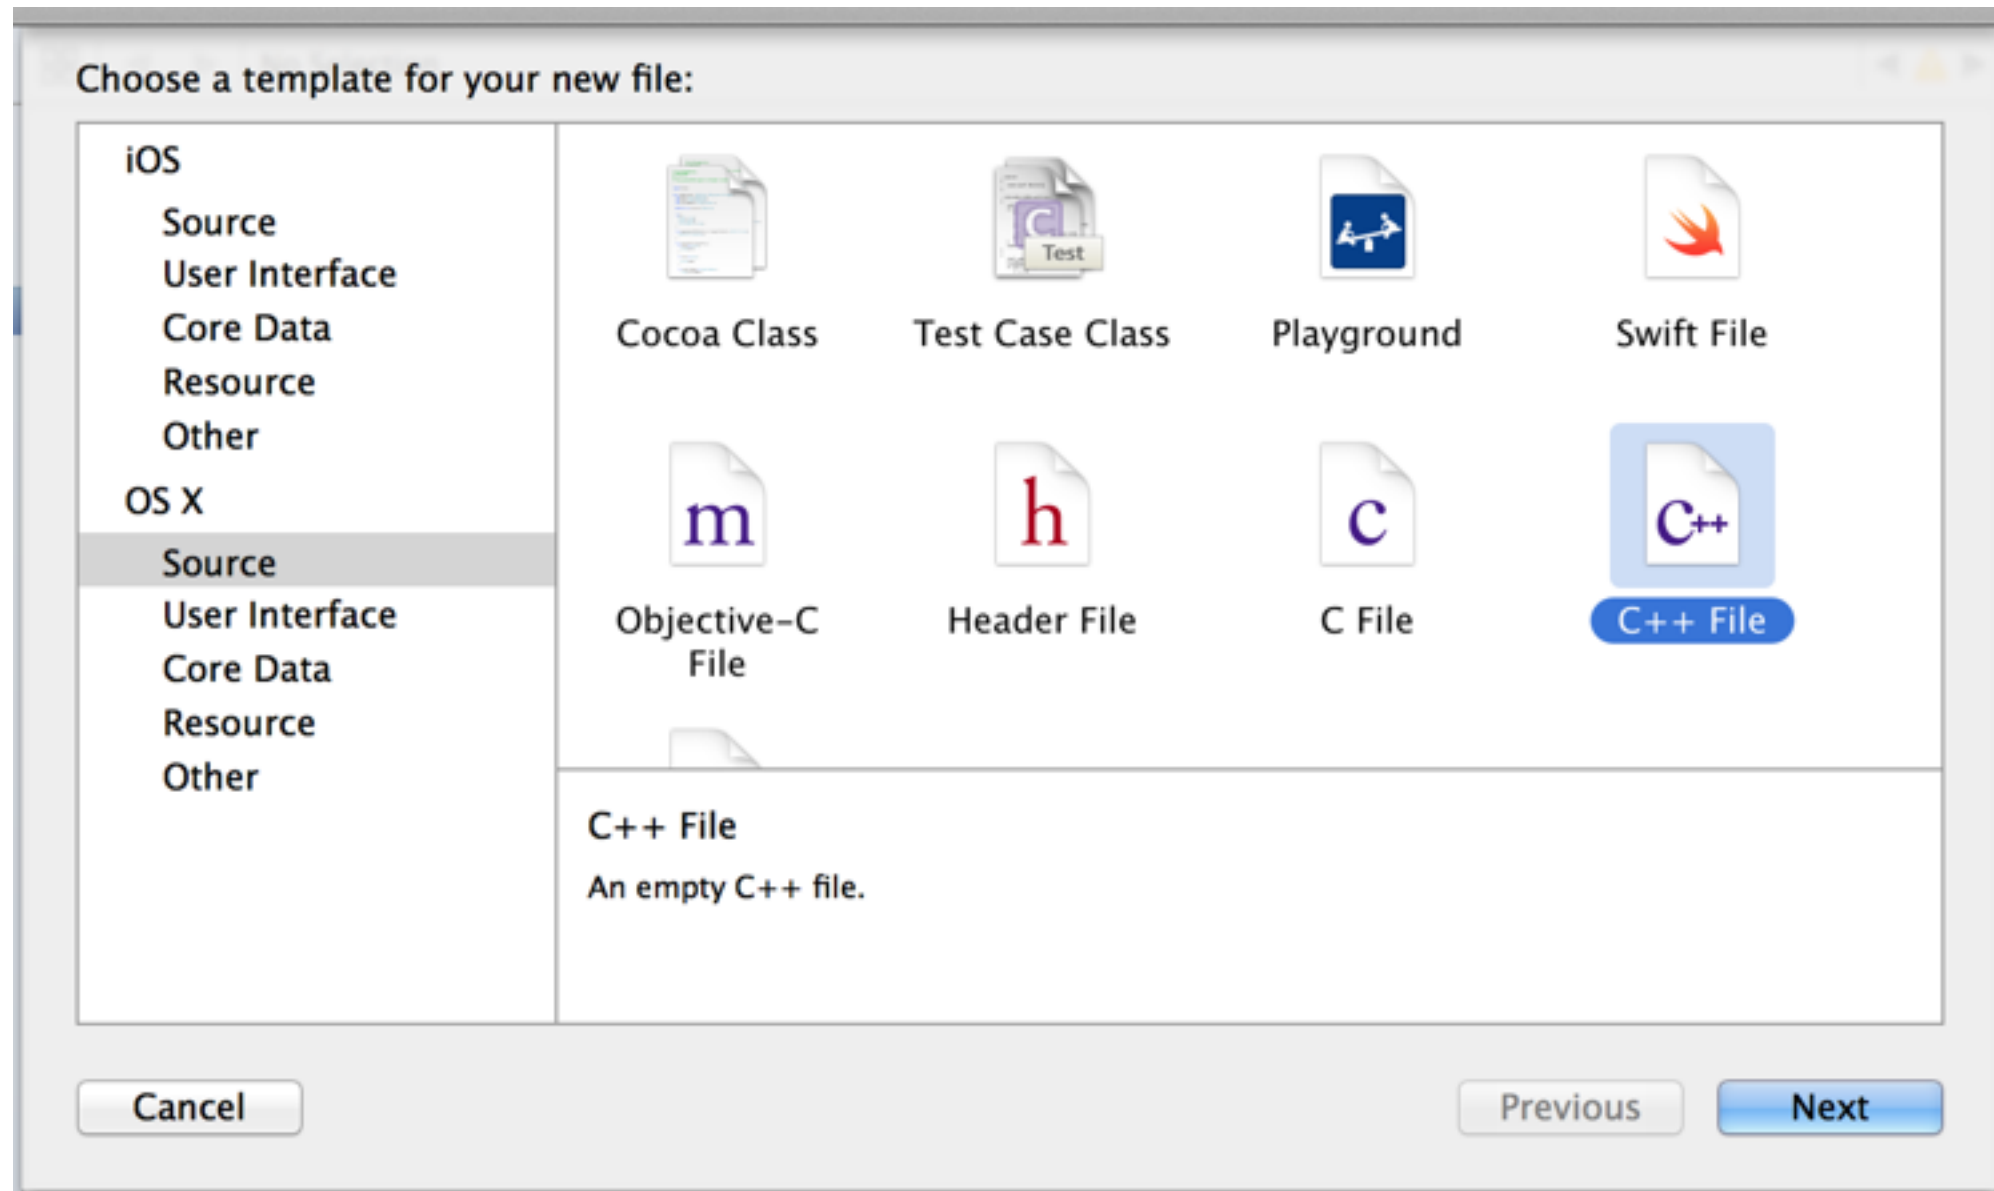 Choose a template for your new file:
iOS
Source
User Interface
Core Data
Resource
Other
OS X
Source
User Interface
Core Data
Resource
Other
C
Test
Cocoa Class
Test Case Class
Playground
Swift File
m
h
c
C++
Objective-C
File
Header File
C File
C++ File
C++ File
An empty C++ file.
Cancel
Previous
Next